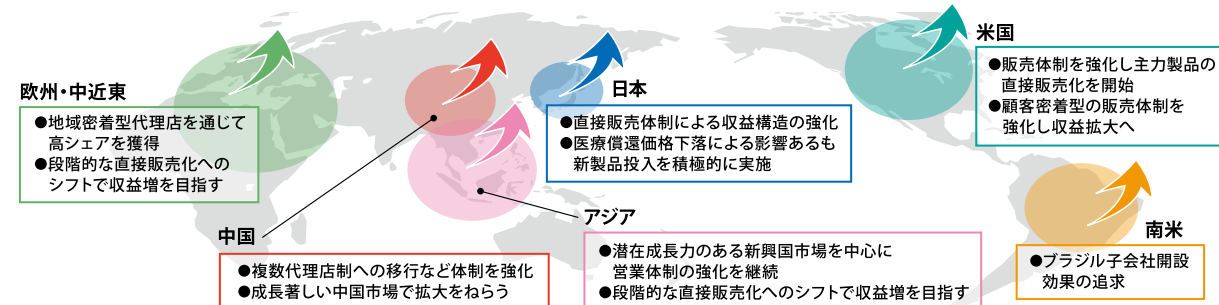 欧州・中近東
●地域密着型代理店を通じて
高シェアを獲得
●段階的な直接販売化への
シフトで収益増を目指す
中国
●複数代理店制への移行など体制を強化
●成長著しい中国市場で拡大をねらう
日本
●直接販売体制による収益構造の強化
●医療償還価格下落による影響あるも
新製品投入を積極的に実施
アジア
●潜在成長力のある新興国市場を中心に
営業体制の強化を継続
●段階的な直接販売化へのシフトで収益増を目指す
米国
●販売体制を強化し主力製品の
直接販売化を開始
●顧客密着型の販売体制を
強化し収益拡大へ
南米
●ブラジル子会社開設
効果の追求